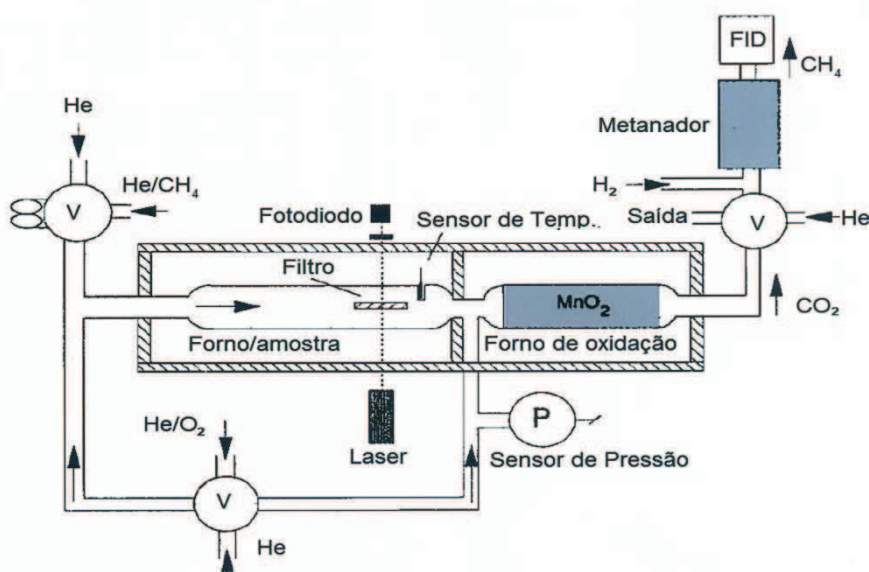 FID
CH₄
He
Metanador
He/CH₄
V
H₂
Fotodiodo
Sensor de Temp..
Saída
V
He
Filtro
MnO₂
CO₂
Forno/amostra
Forno de oxidação
He/O₂
P
Laser
Sensor de Pressão
V
He